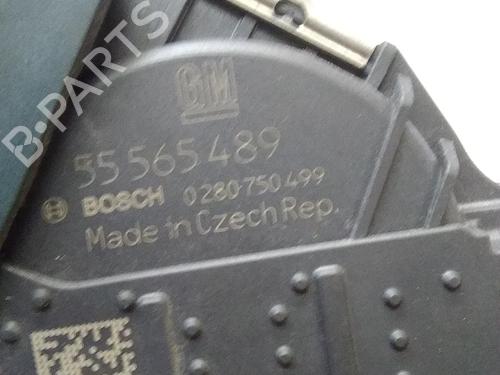 B-PARTS
GM
55565489
BOSCH 0280750499
Made in Czech Rep.